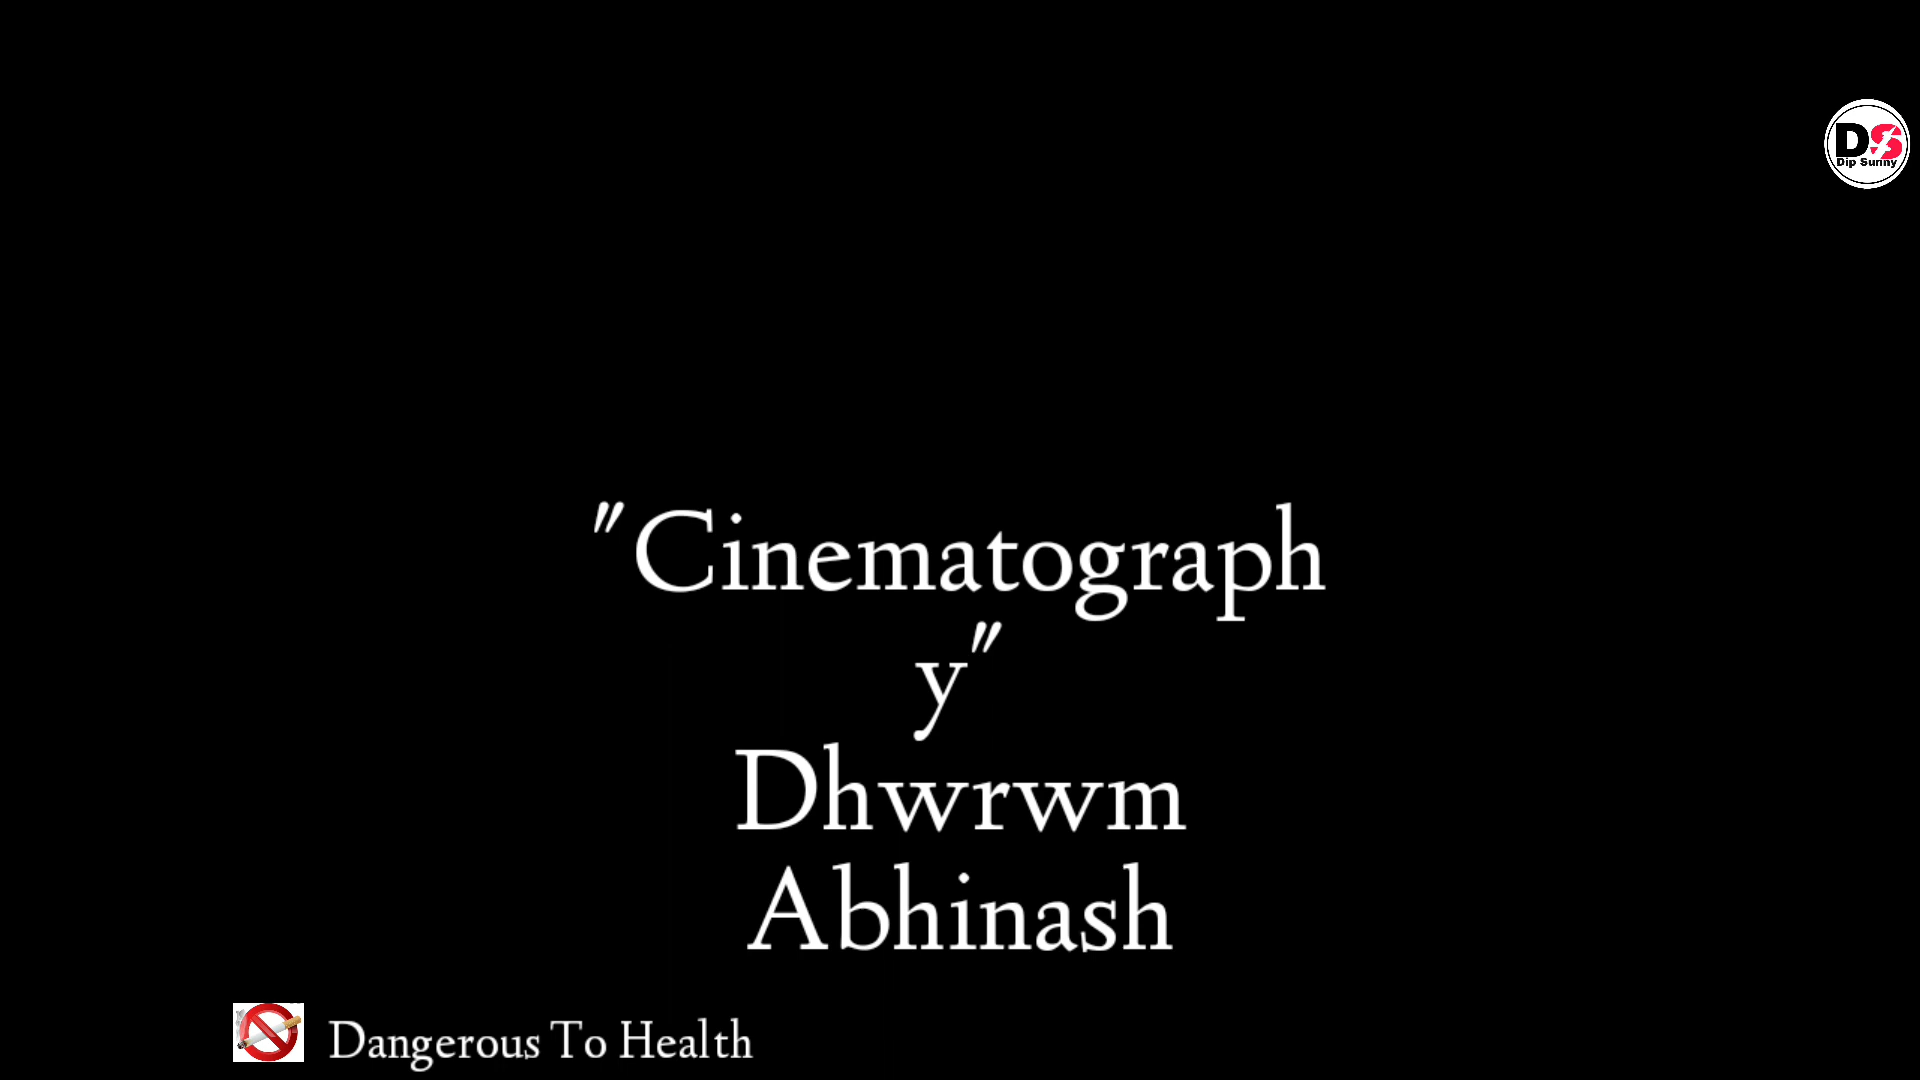 DS
Dip Sunny
"Cinematograph
y"
Dhwrwm
Abhinash
Dangerous To Health